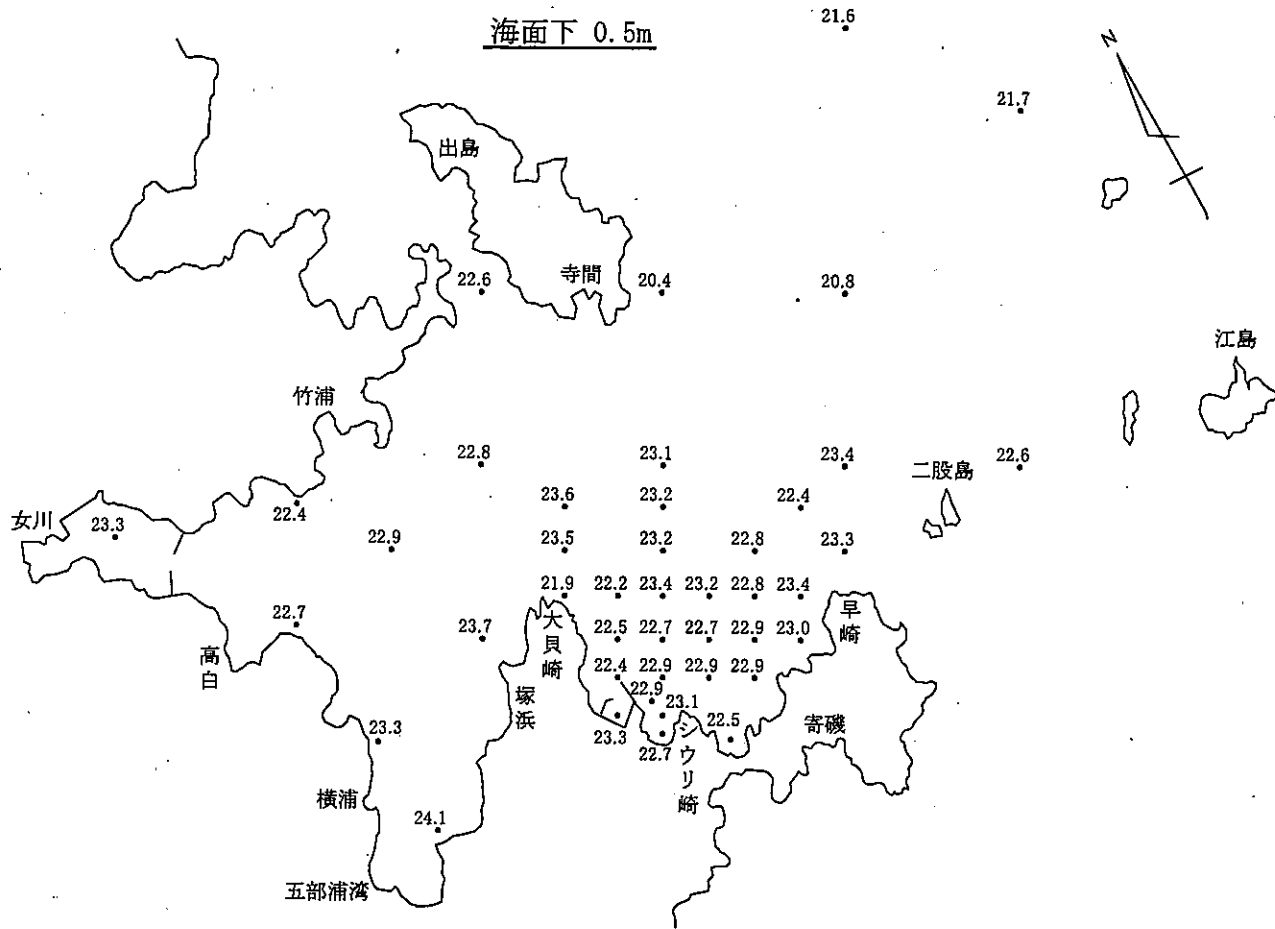 海面下 0.5m
21.6
N
21.7
出島
寺間
22.6
20.4
20.8
江島
竹浦
22.8
23.1
23.4
22.6
二股島
23.6
23.2
22.4
女川
23.3
22.4
22.9
23.5
23.2
22.8
23.3
21.9
22.2
23.4
23.2
22.8
23.4
22.7
23.7
大貝崎
22.5
22.7
22.7
22.9
23.0
早崎
高白
22.4
22.9
22.9
22.9
塚浜
22.9
23.1
23.3
22.7
シウリ崎
22.5
寄磯
23.3
横浦
24.1
五部浦湾